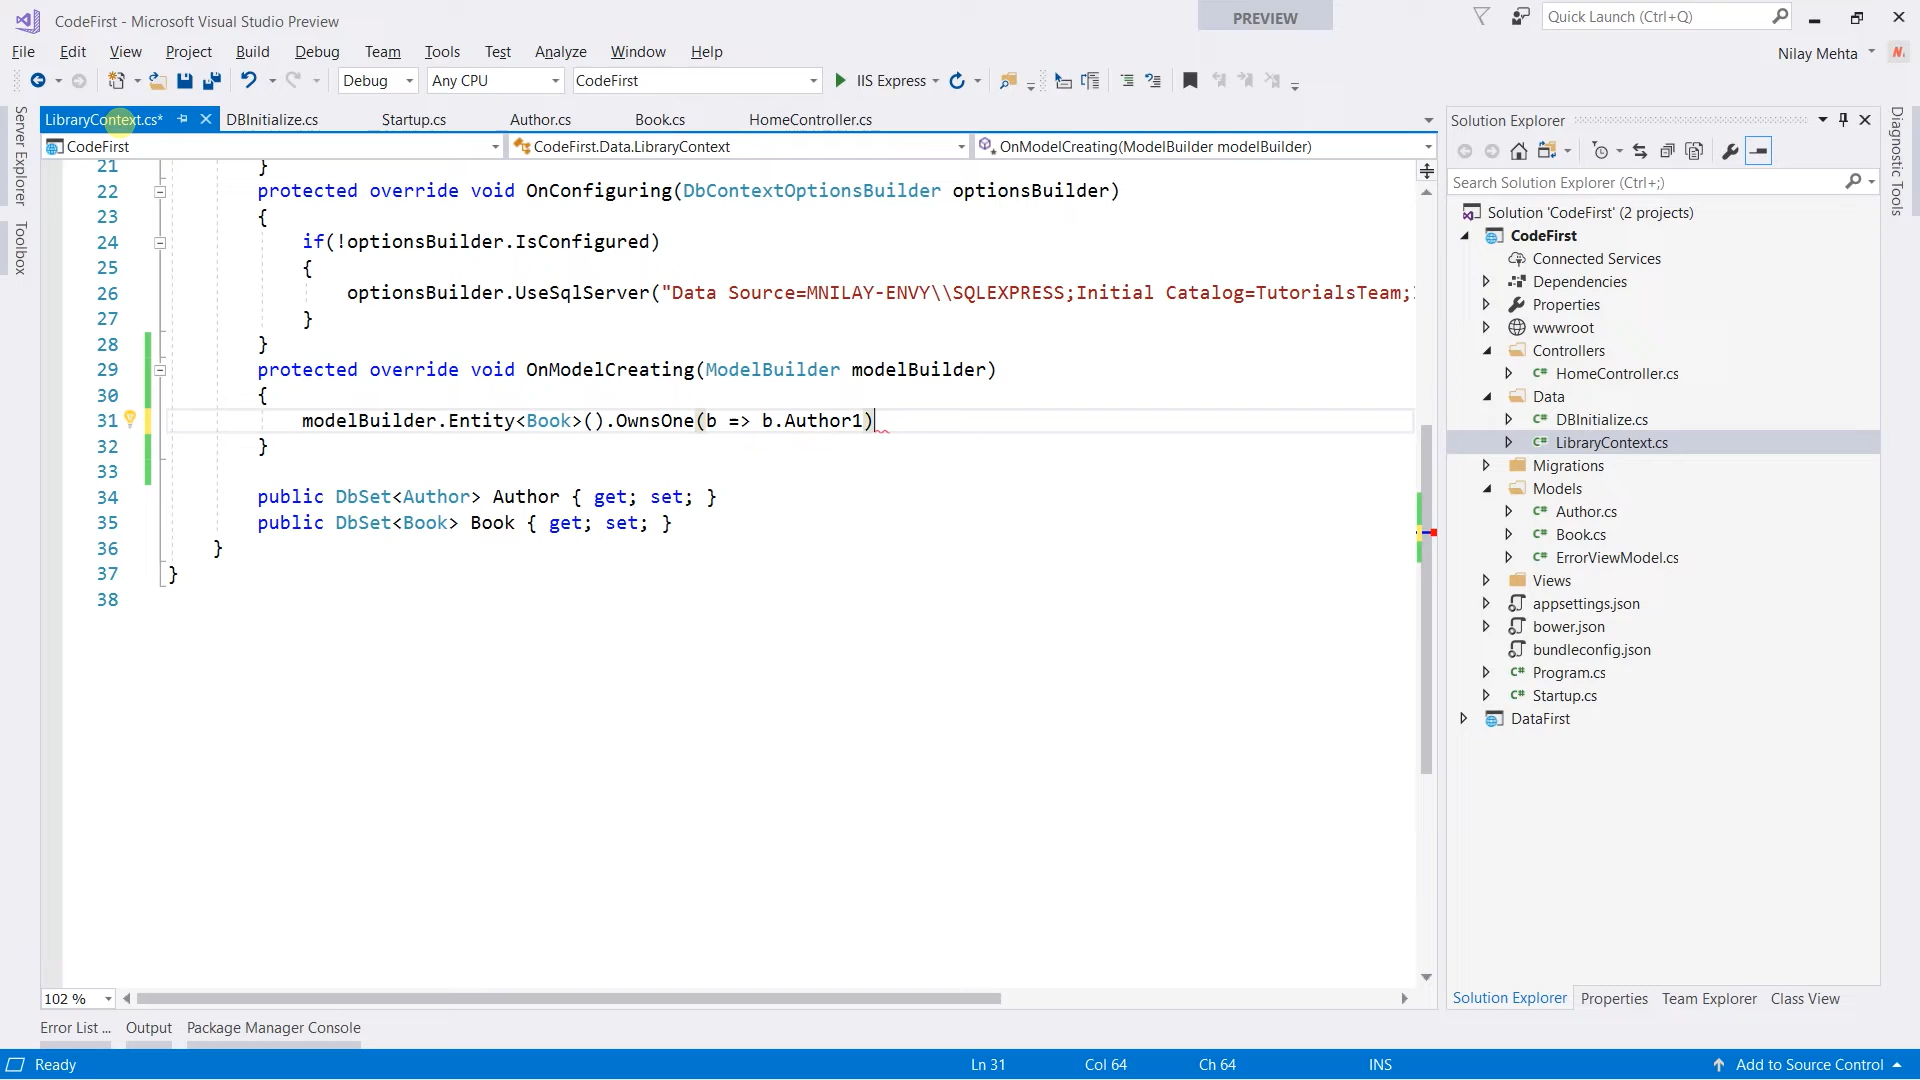 CodeFirst - Microsoft Visual Studio Preview
PREVIEW
Quick Launch (Ctrl+Q)
File Edit View Project Build Debug Team Tools Test Analyze Window Help
Nilay Mehta
Debug Any CPU CodeFirst IIS Express
LibraryContext.cs* DBInitialize.cs Startup.cs Author.cs Book.cs HomeController.cs
CodeFirst CodeFirst.Data.LibraryContext OnModelCreating(ModelBuilder modelBuilder)
Server Explorer
Toolbox
21 }
22 protected override void OnConfiguring(DbContextOptionsBuilder optionsBuilder)
23 {
24 if(!optionsBuilder.IsConfigured)
25 {
26 optionsBuilder.UseSqlServer("Data Source=MNILAY-ENVY\\SQLEXPRESS;Initial Catalog=TutorialsTeam;
27 }
28 }
29 protected override void OnModelCreating(ModelBuilder modelBuilder)
30 {
31 modelBuilder.Entity<Book>().OwnsOne(b => b.Author1)
32 }
33
34 public DbSet<Author> Author { get; set; }
35 public DbSet<Book> Book { get; set; }
36 }
37 }
38
102 %
Error List ... Output Package Manager Console
Solution Explorer
Search Solution Explorer (Ctrl+;)
Solution 'CodeFirst' (2 projects)
CodeFirst
Connected Services
Dependencies
Properties
wwwroot
Controllers
C# HomeController.cs
Data
C# DBInitialize.cs
C# LibraryContext.cs
Migrations
Models
C# Author.cs
C# Book.cs
C# ErrorViewModel.cs
Views
appsettings.json
bower.json
bundleconfig.json
C# Program.cs
C# Startup.cs
DataFirst
Solution Explorer Properties Team Explorer Class View
Diagnostic Tools
Ready Ln 31 Col 64 Ch 64 INS Add to Source Control